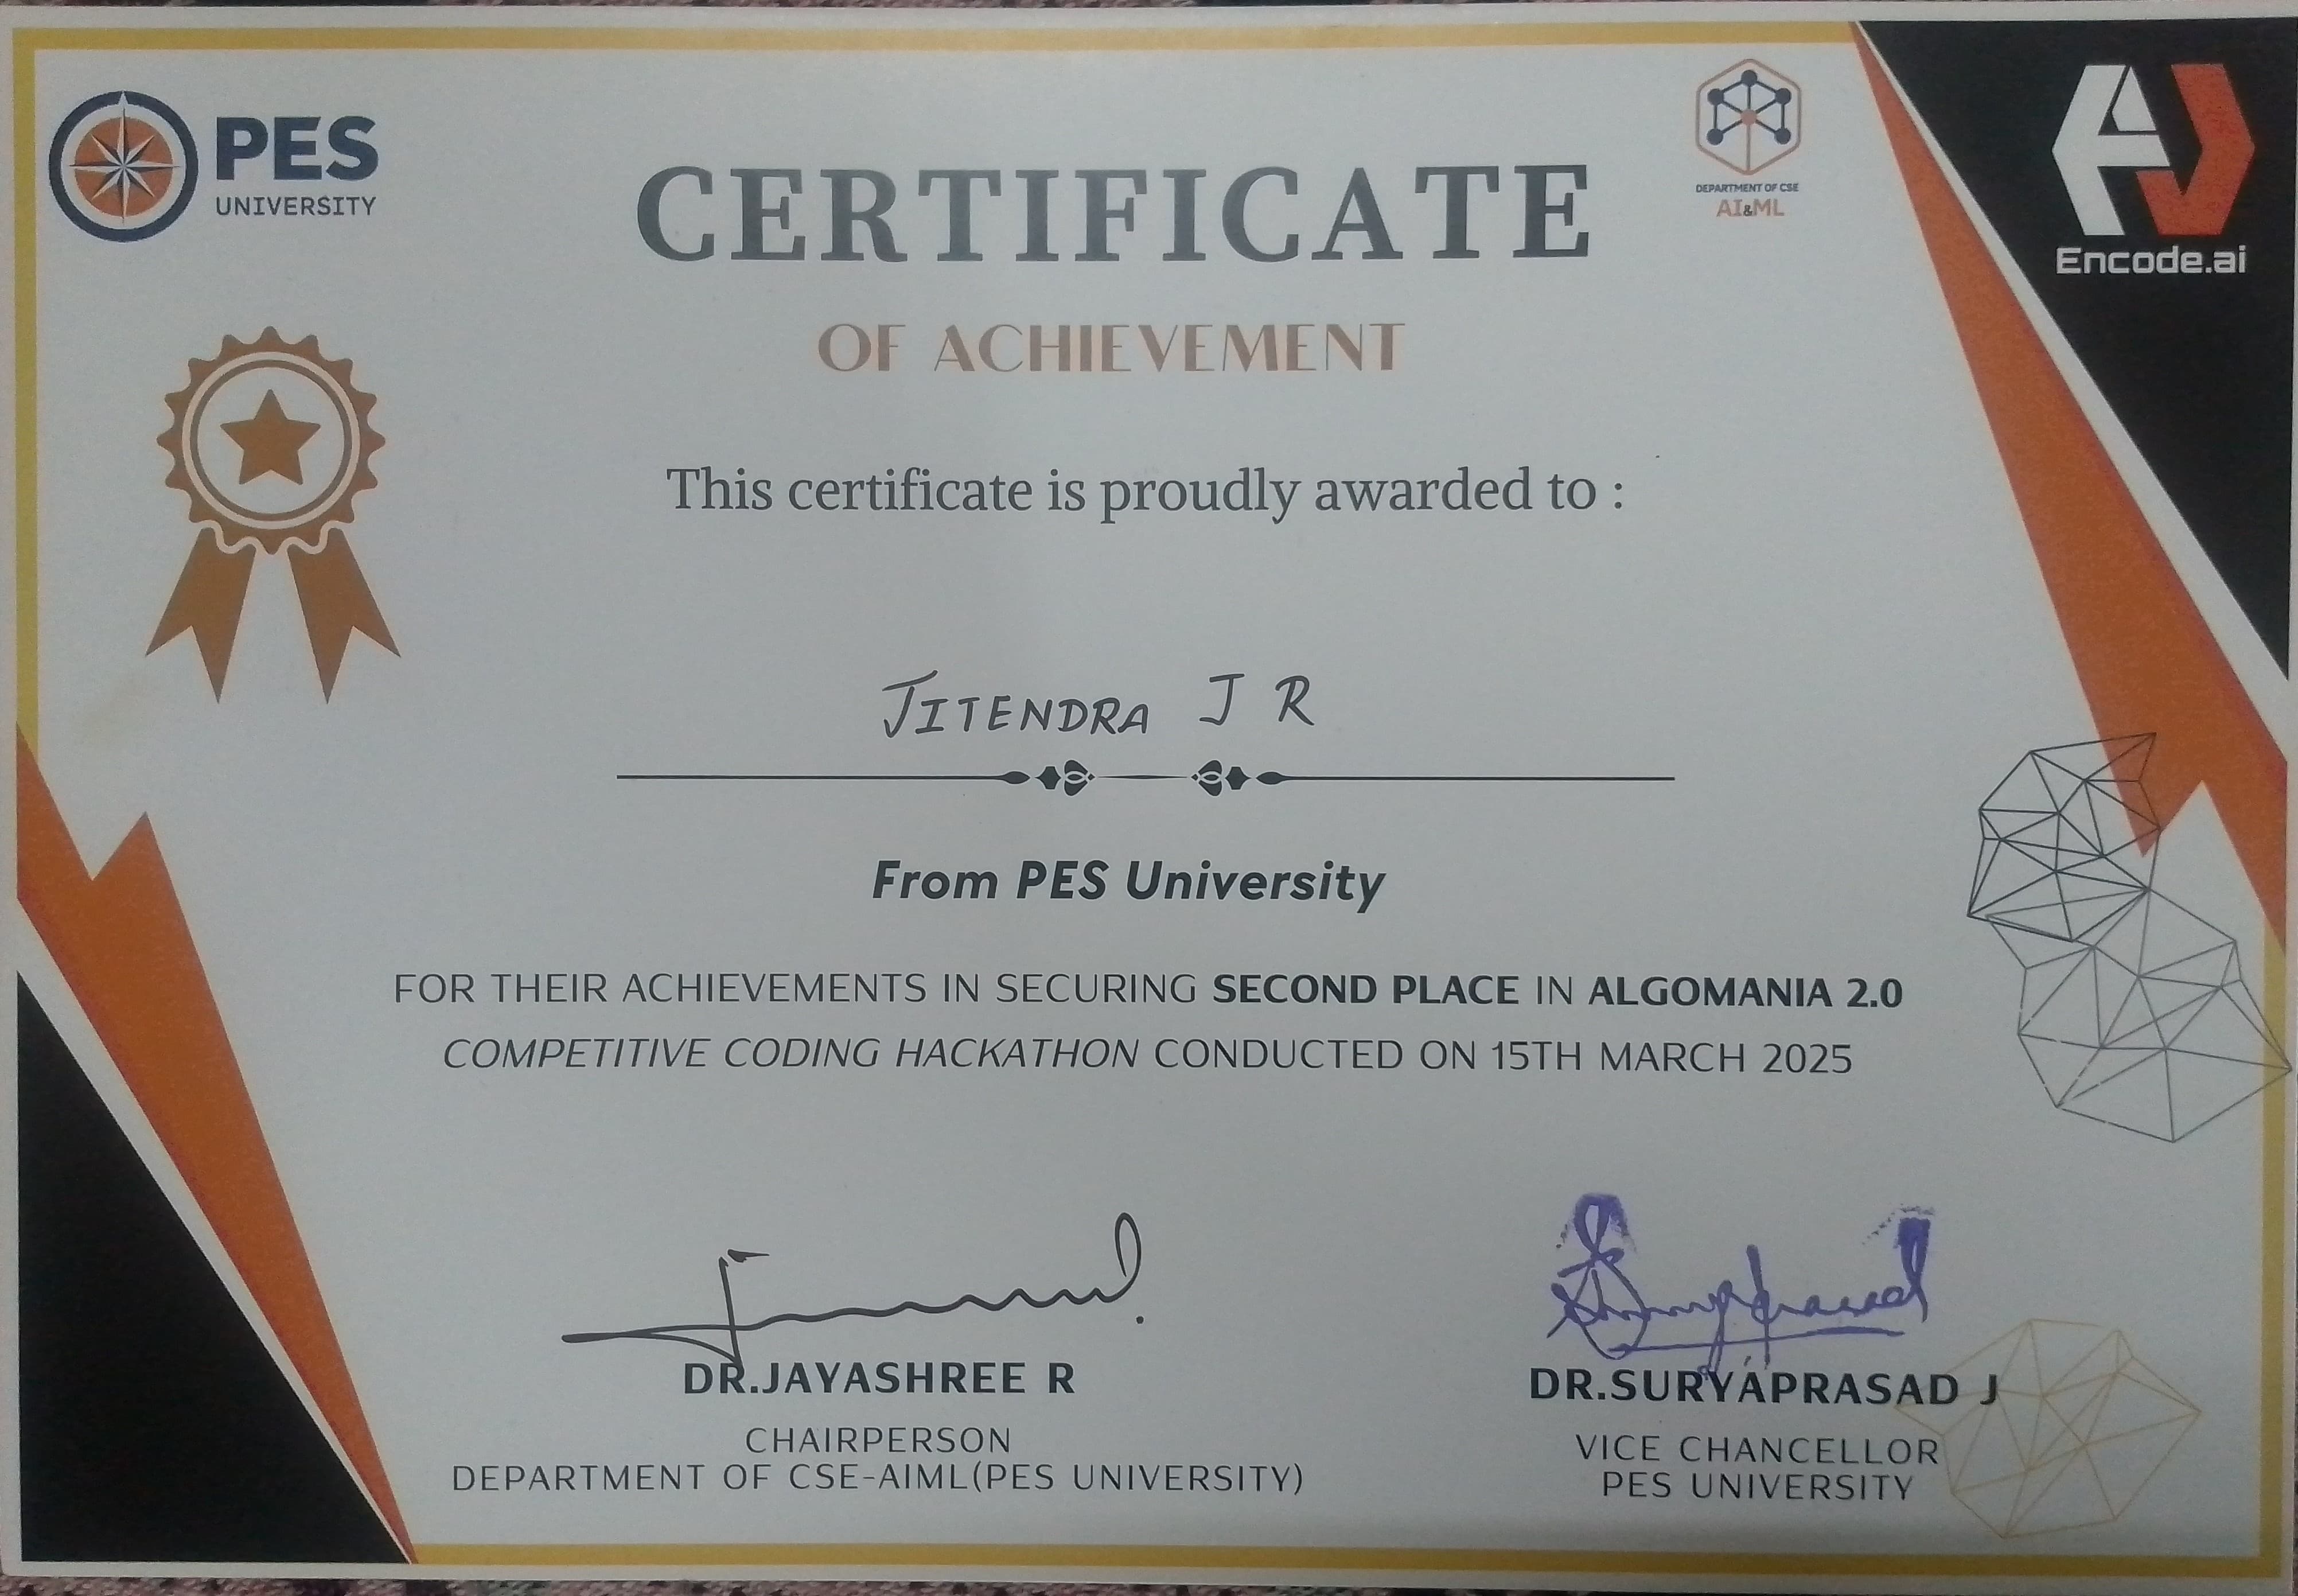 PES
UNIVERSITY
DEPARTMENT OF CSE
AI&ML
Encode.ai
CERTIFICATE
OF ACHIEVEMENT
This certificate is proudly awarded to :
JITENDRA J R
From PES University
FOR THEIR ACHIEVEMENTS IN SECURING SECOND PLACE IN ALGOMANIA 2.0
COMPETITIVE CODING HACKATHON CONDUCTED ON 15TH MARCH 2025
Suryaprasad
DR.JAYASHREE R
CHAIRPERSON
DEPARTMENT OF CSE-AIML(PES UNIVERSITY)
DR.SURYAPRASAD J
VICE CHANCELLOR
PES UNIVERSITY